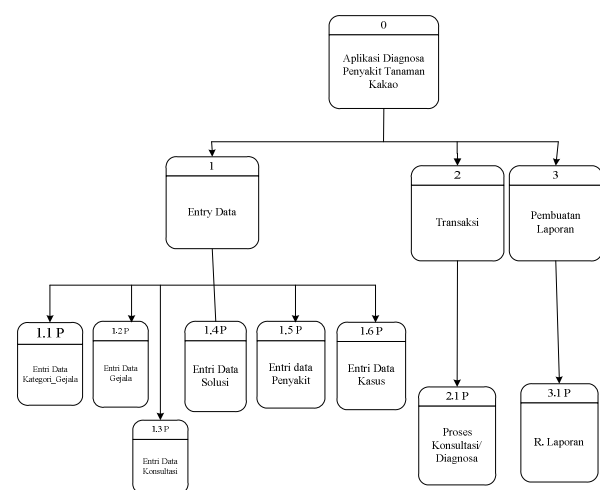 0
Aplikasi Diagnosa
Penyakit Tanaman
Kakao
1
Entry Data
2
Transaksi
3
Pembuatan
Laporan
1.1 P
Entri Data
Kategori_Gejala
1.2 P
Entri Data
Gejala
1.3 P
Entri Data
Konsultasi
1.4 P
Entri Data
Solusi
1.5 P
Entri data
Penyakit
1.6 P
Entri Data
Kasus
2.1 P
Proses
Konsultasi/
Diagnosa
3.1 P
R. Laporan